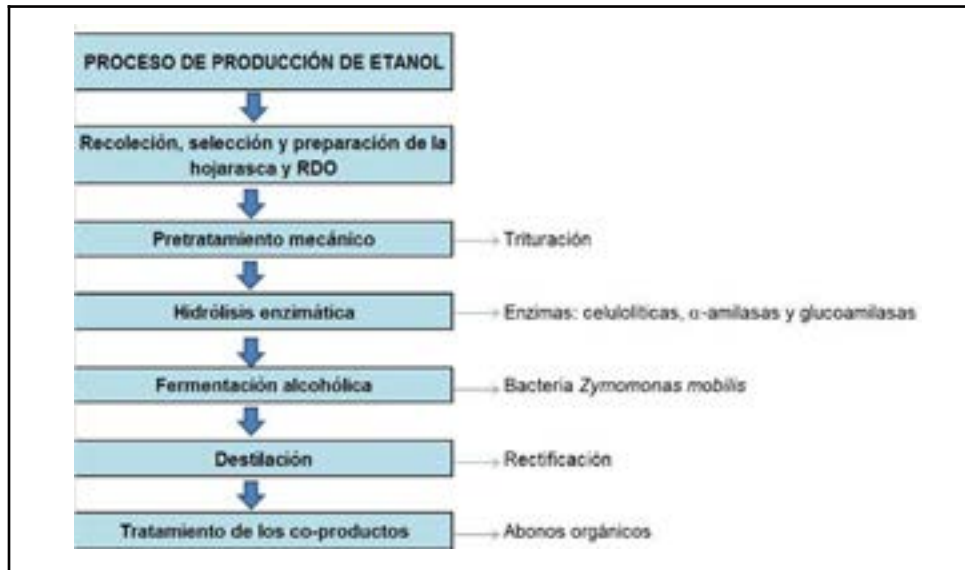 PROCESO DE PRODUCCIÓN DE ETANOL
Recoleción, selección y preparación de la
hojarasca y RDO
Pretratamiento mecánico
Trituración
Hidrólisis enzimática
Enzimas: celulolíticas, α-amilasas y glucoamilasas
Fermentación alcohólica
Bacteria Zymomonas mobilis
Destilación
Rectificación
Tratamiento de los co-productos
Abonos orgánicos